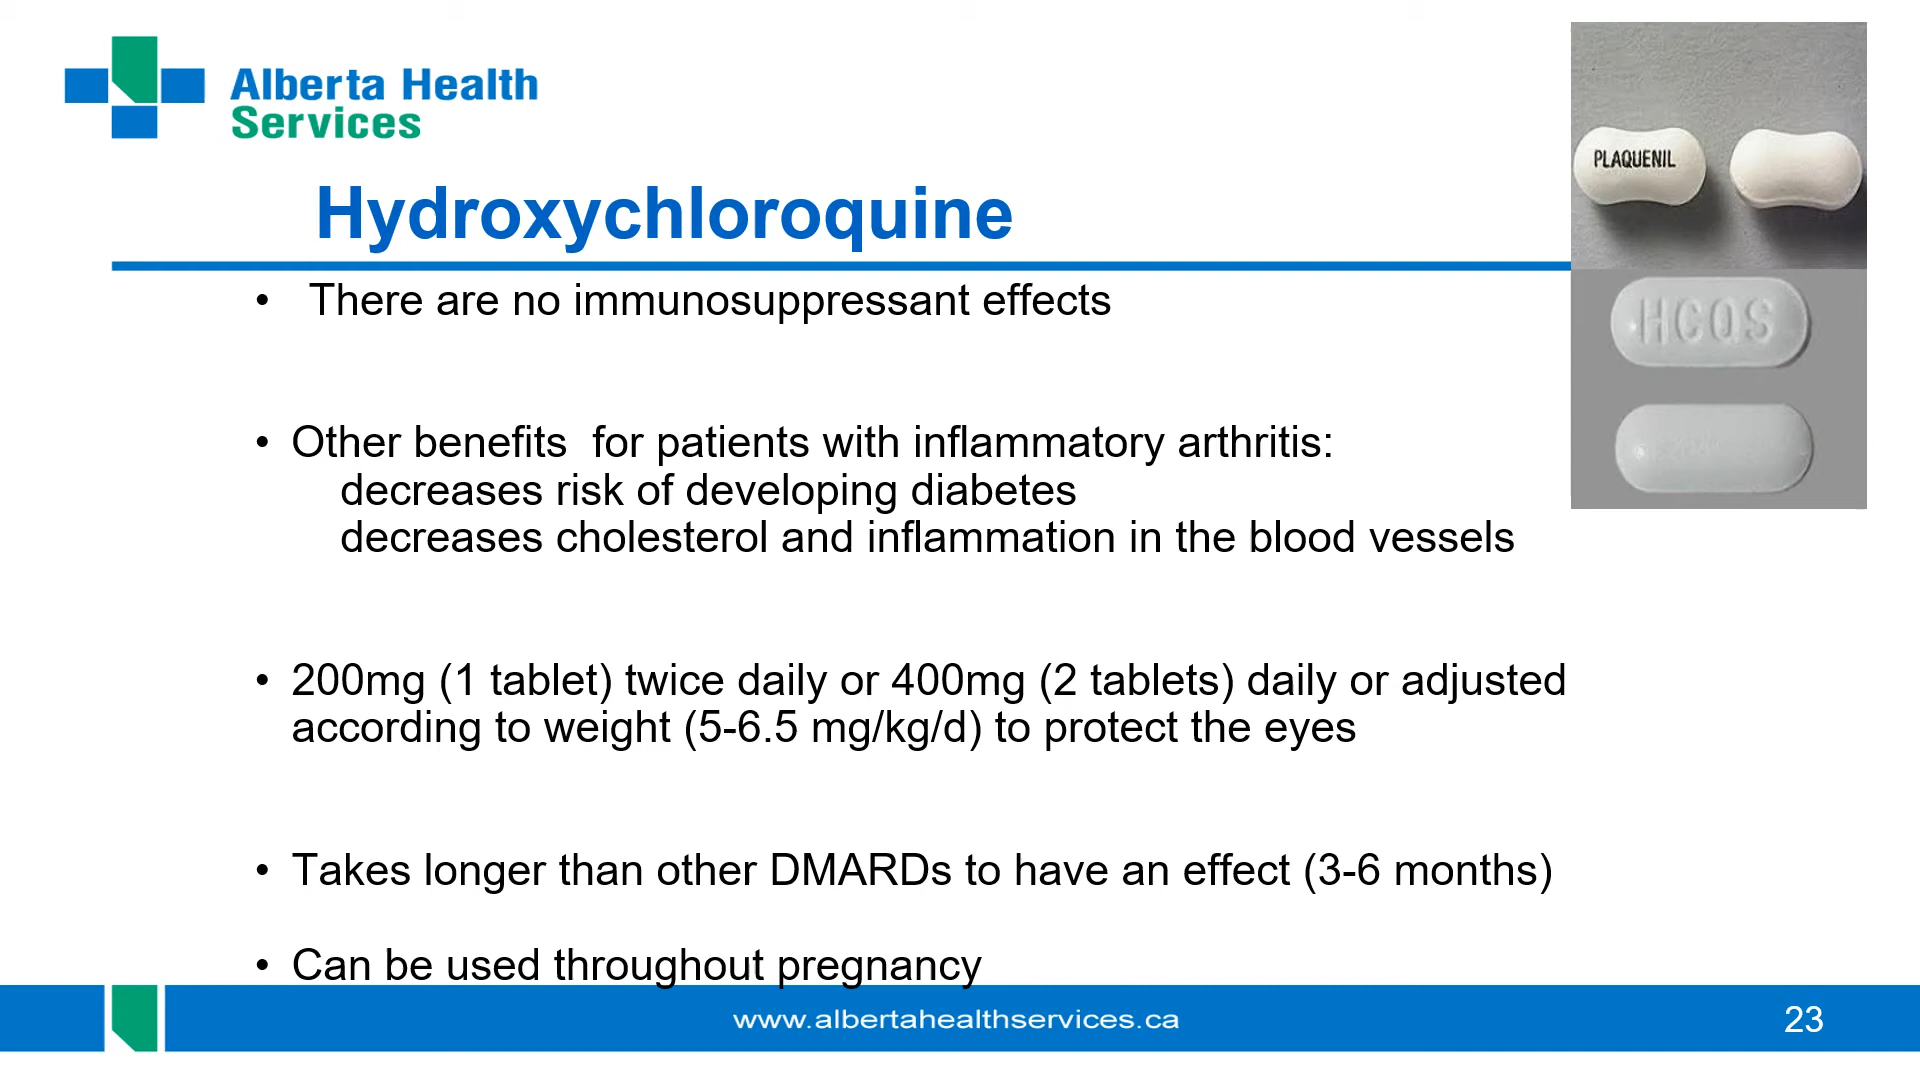 Alberta Health
Services
PLAQUENIL
Hydroxychloroquine
HCQS
• There are no immunosuppressant effects
• Other benefits  for patients with inflammatory arthritis:
decreases risk of developing diabetes
decreases cholesterol and inflammation in the blood vessels
• 200mg (1 tablet) twice daily or 400mg (2 tablets) daily or adjusted
according to weight (5-6.5 mg/kg/d) to protect the eyes
• Takes longer than other DMARDs to have an effect (3-6 months)
• Can be used throughout pregnancy
www.albertahealthservices.ca
23